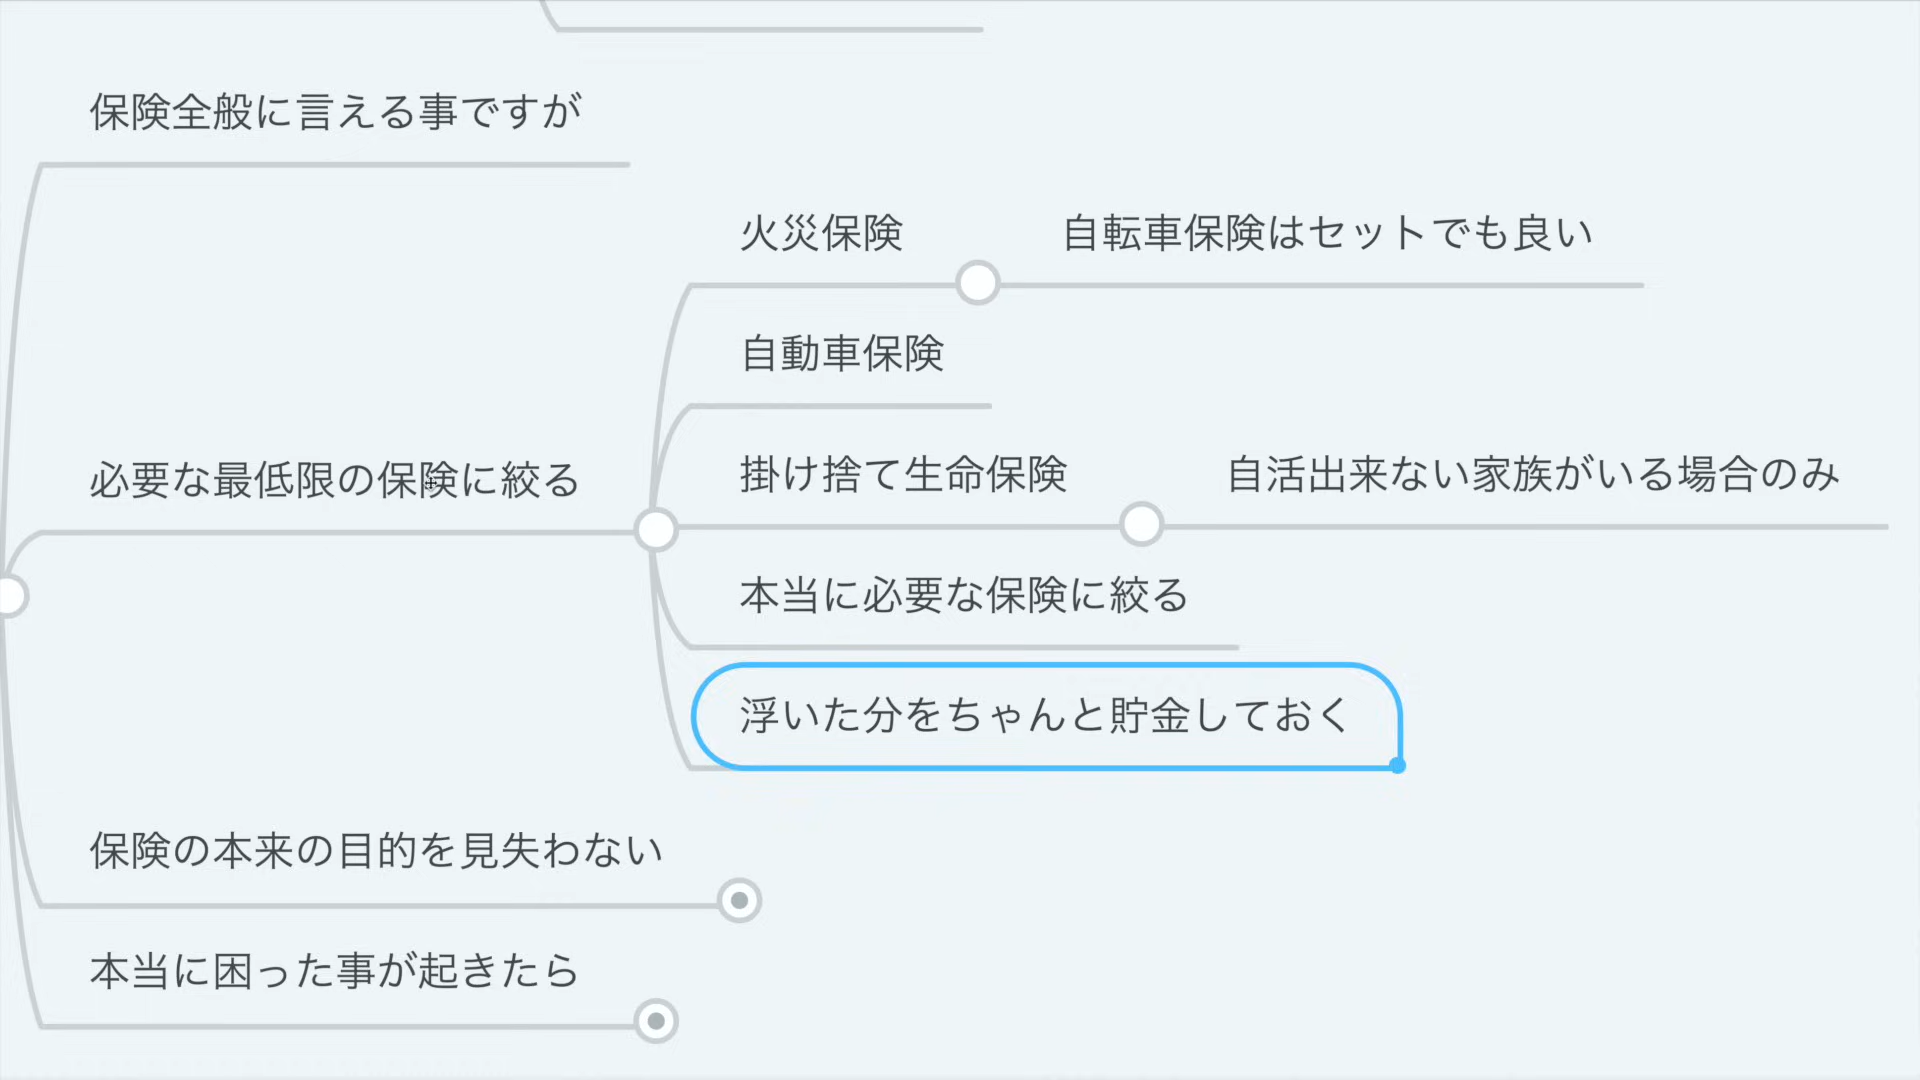 保険全般に言える事ですが
火災保険
自転車保険はセットでも良い
自動車保険
必要な最低限の保険に絞る
掛け捨て生命保険
自活出来ない家族がいる場合のみ
本当に必要な保険に絞る
浮いた分をちゃんと貯金しておく
保険の本来の目的を見失わない
本当に困った事が起きたら